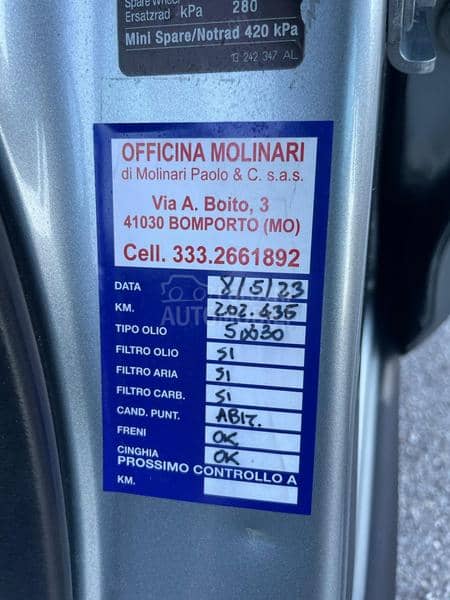 Spare Wheel
Ersatzrad kPa 280
Mini Spare/Notrad 420 kPa
13 242 347 AL
OFFICINA MOLINARI
di Molinari Paolo & C. s.a.s.
Via A. Boito, 3
41030 BOMPORTO (MO)
Cell. 333.2661892
DATA 8/5/23
KM. 202.435
TIPO OLIO 5W30
FILTRO OLIO SI
FILTRO ARIA SI
FILTRO CARB. SI
CAND. PUNT. ABIT.
FRENI OK
CINGHIA OK
PROSSIMO CONTROLLO A
KM.